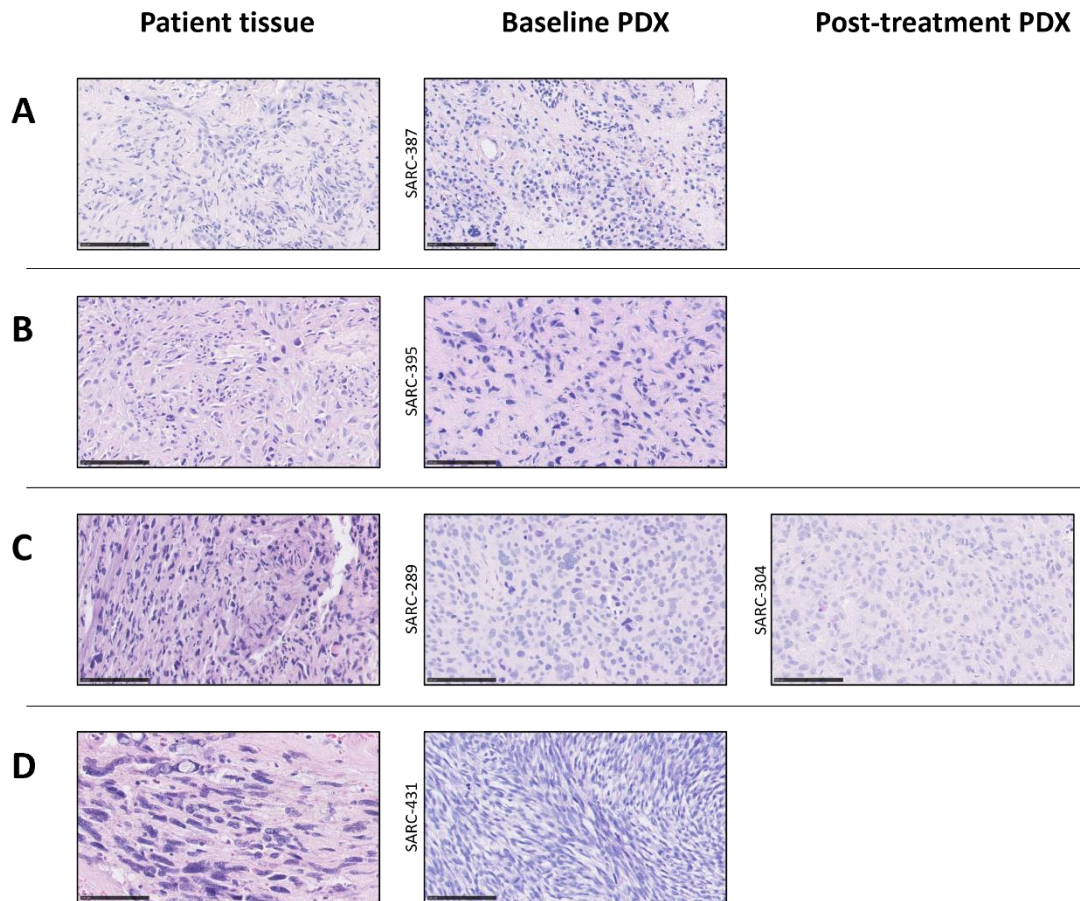 Patient tissue Baseline PDX Post-treatment PDX
A
SARC-387
B
SARC-395
C
SARC-289
SARC-304
D
SARC-431